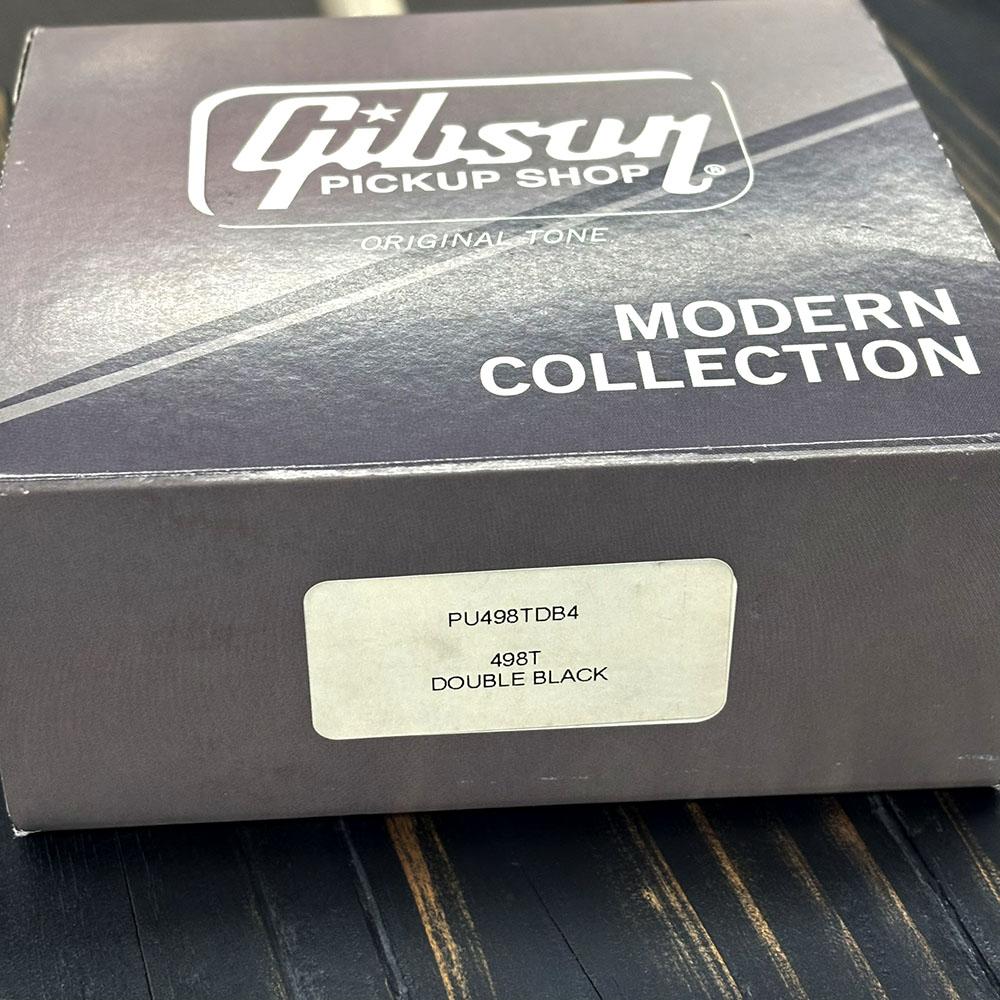 Gibson
PICKUP SHOP ®
ORIGINAL TONE
MODERN
COLLECTION
PU498TDB4
498T
DOUBLE BLACK